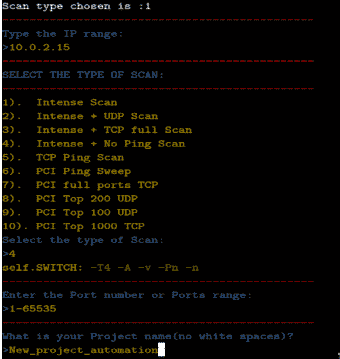 Scan type chosen is :1
Type the IP range:
>10.0.2.15
SELECT THE TYPE OF SCAN:
1). Intense Scan
2). Intense + UDP Scan
3). Intense + TCP full Scan
4). Intense + No Ping Scan
5). TCP Ping Scan
6). PCI Ping Sweep
7). PCI full ports TCP
8). PCI Top 200 UDP
9). PCI Top 100 UDP
10). PCI Top 1000 TCP
Select the type of Scan:
>4
self.SWITCH: -T4 -A -v -Pn -n
Enter the Port number or Ports range:
>1-65535
What is your Project name(no white spaces)?
>New_project_automation